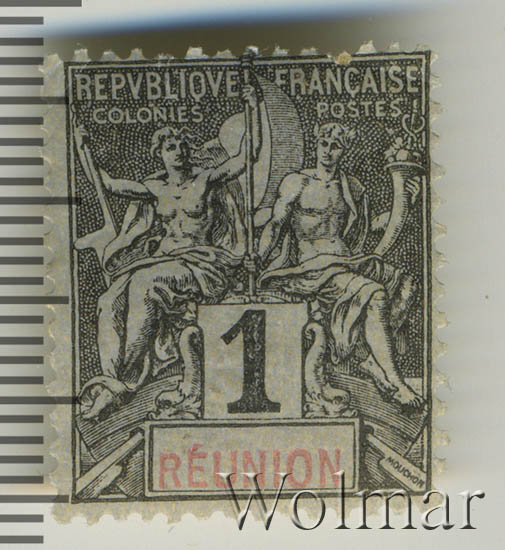 REPVBLIQVE FRANÇAISE
COLONIES POSTES
1
RÉUNION
MOUCHON
Wolmar